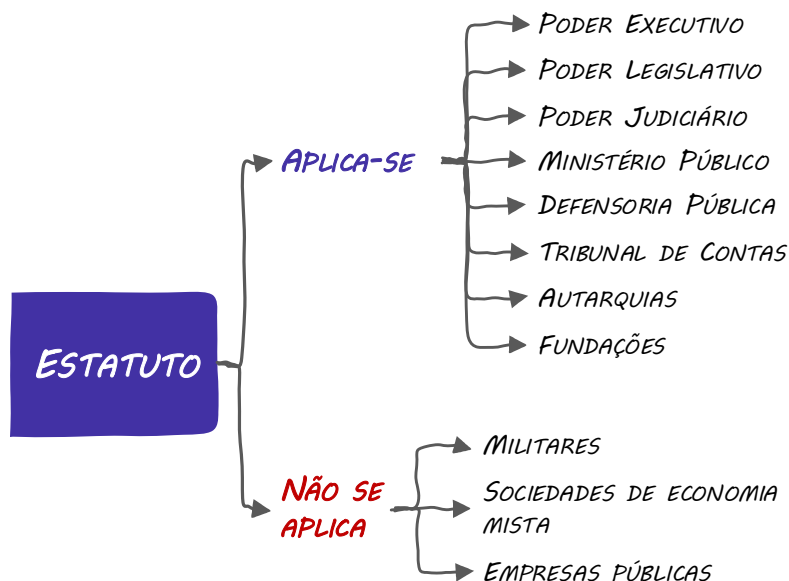 PODER EXECUTIVO
PODER LEGISLATIVO
PODER JUDICIÁRIO
APLICA-SE
MINISTÉRIO PÚBLICO
DEFENSORIA PÚBLICA
TRIBUNAL DE CONTAS
AUTARQUIAS
FUNDAÇÕES
ESTATUTO
NÃO SE
APLICA
MILITARES
SOCIEDADES DE ECONOMIA
MISTA
EMPRESAS PÚBLICAS